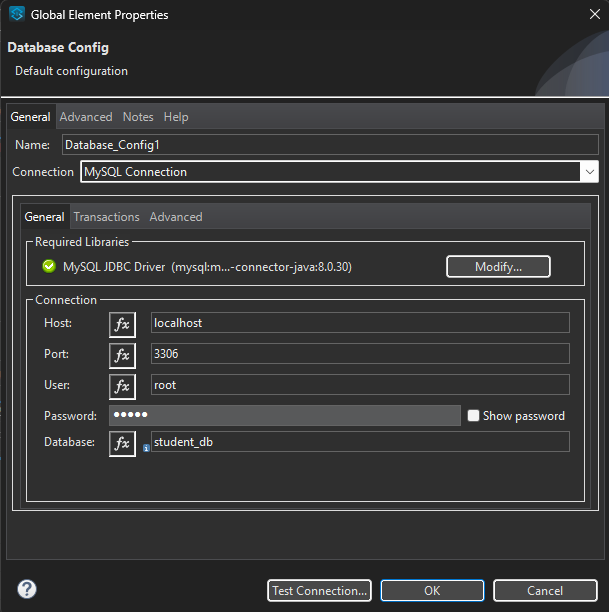 Global Element Properties
Database Config
Default configuration
General Advanced Notes Help
Name: Database_Config1
Connection MySQL Connection
General Transactions Advanced
Required Libraries
MySQL JDBC Driver (mysql:m...-connector-java:8.0.30) Modify...
Connection
Host: fx localhost
Port: fx 3306
User: fx root
Password: ••••• Show password
Database: fx student_db
? Test Connection... OK Cancel